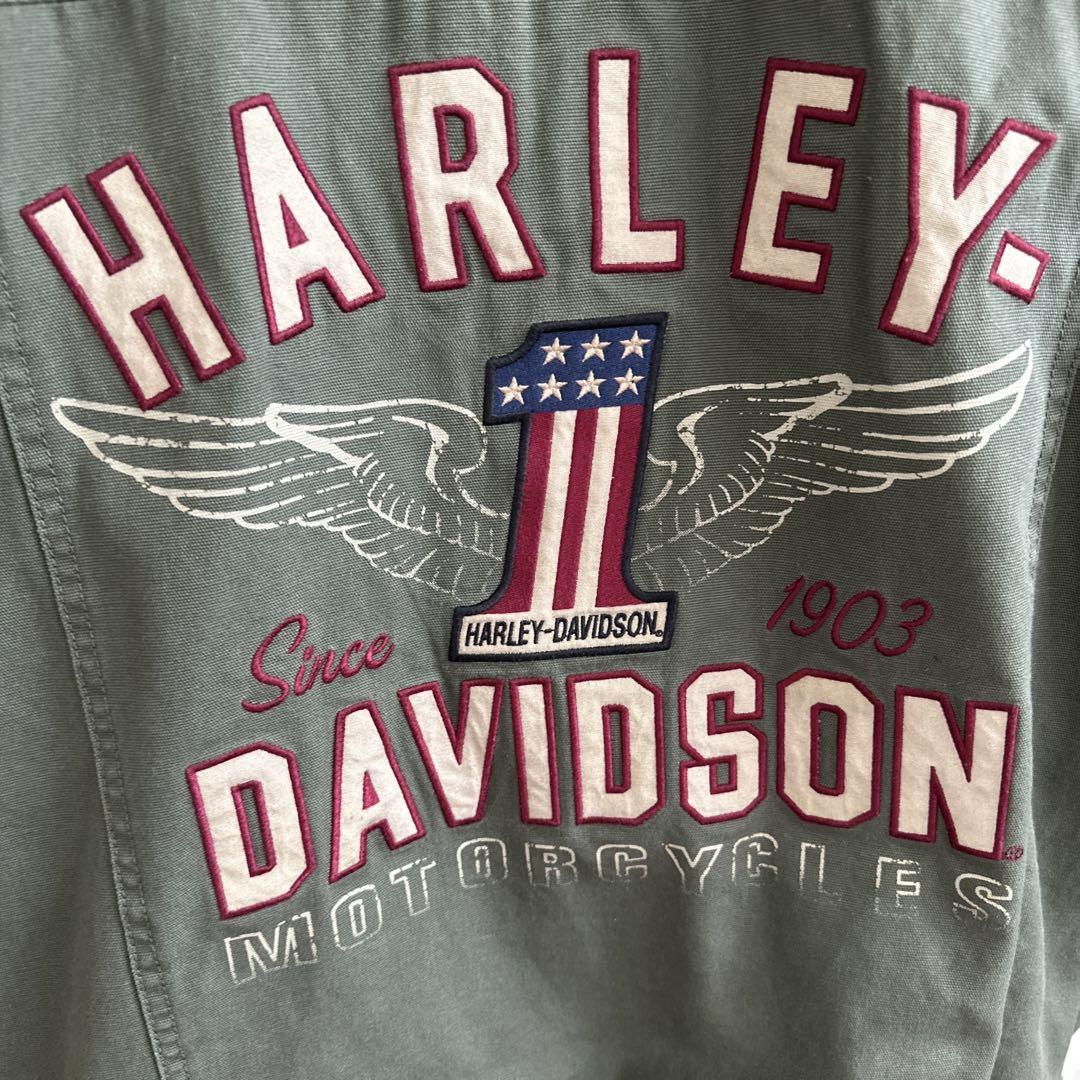 HARLEY-
1
HARLEY-DAVIDSON
Since 1903
DAVIDSON
MOTORCYCLES